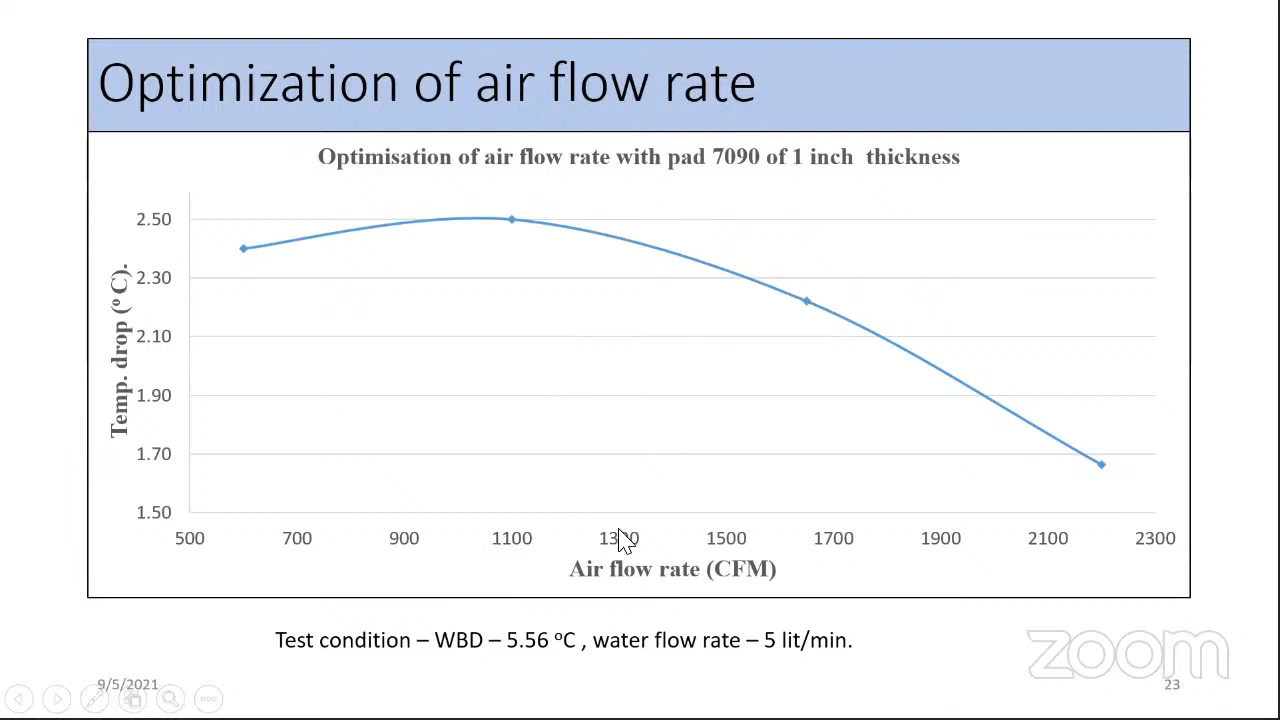 Optimization of air flow rate
Optimisation of air flow rate with pad 7090 of 1 inch thickness
Temp. drop (º C).
2.50
2.30
2.10
1.90
1.70
1.50
500 700 900 1100 1300 1500 1700 1900 2100 2300
Air flow rate (CFM)
Test condition – WBD – 5.56 ºC , water flow rate – 5 lit/min.
zoom
9/5/2021
23